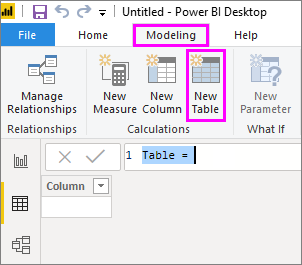 Untitled - Power BI Desktop
File Home Modeling Help
Manage Relationships
New Measure
New Column
New Table
New Parameter
Relationships Calculations What If
1 Table =
Column